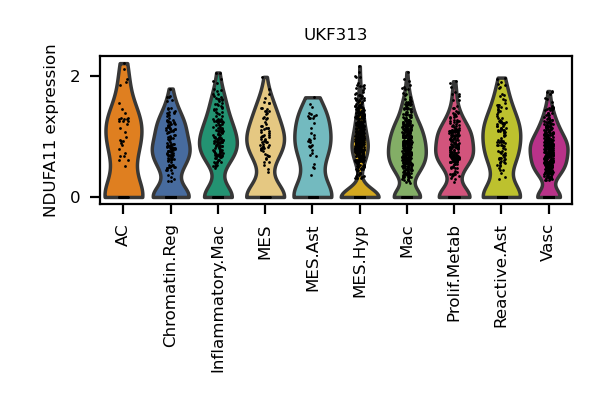 UKF313
NDUFA11 expression
2
0
AC
Chromatin.Reg
Inflammatory.Mac
MES
MES.Ast
MES.Hyp
Mac
Prolif.Metab
Reactive.Ast
Vasc